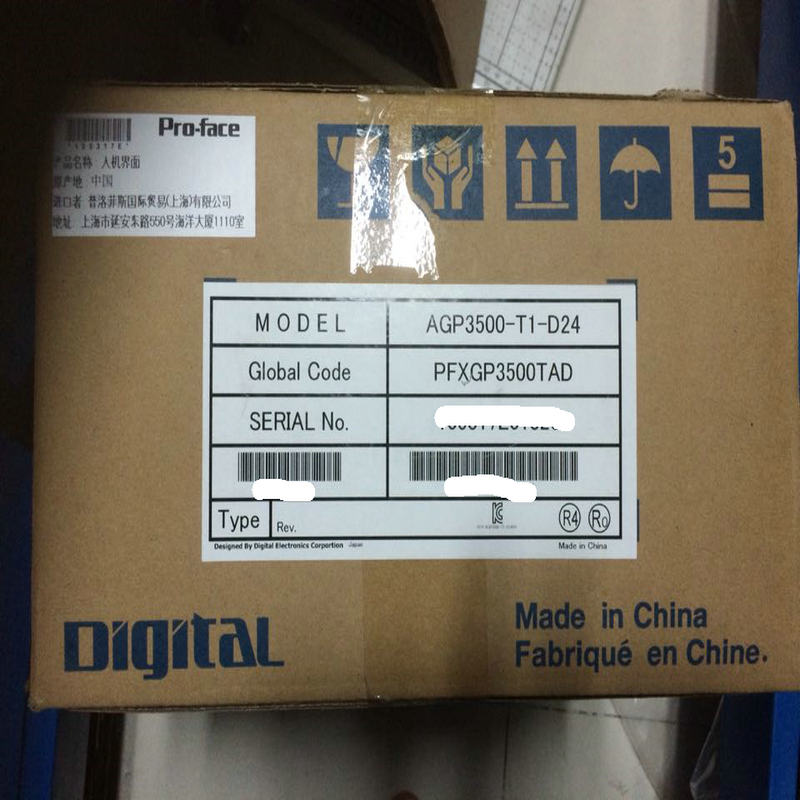 Pro-face
产品名称 人机界面
原产地 中国
进口者 普洛菲斯国际贸易(上海)有限公司
地址 上海市延安东路550号海洋大厦1110室
5
MODEL AGP3500-T1-D24
Global Code PFXGP3500TAD
SERIAL No.
Type Rev. R4 Ro
Designed By Digital Electronics Corportion Japan Made in China
Digital
Made in China
Fabriqué en Chine.